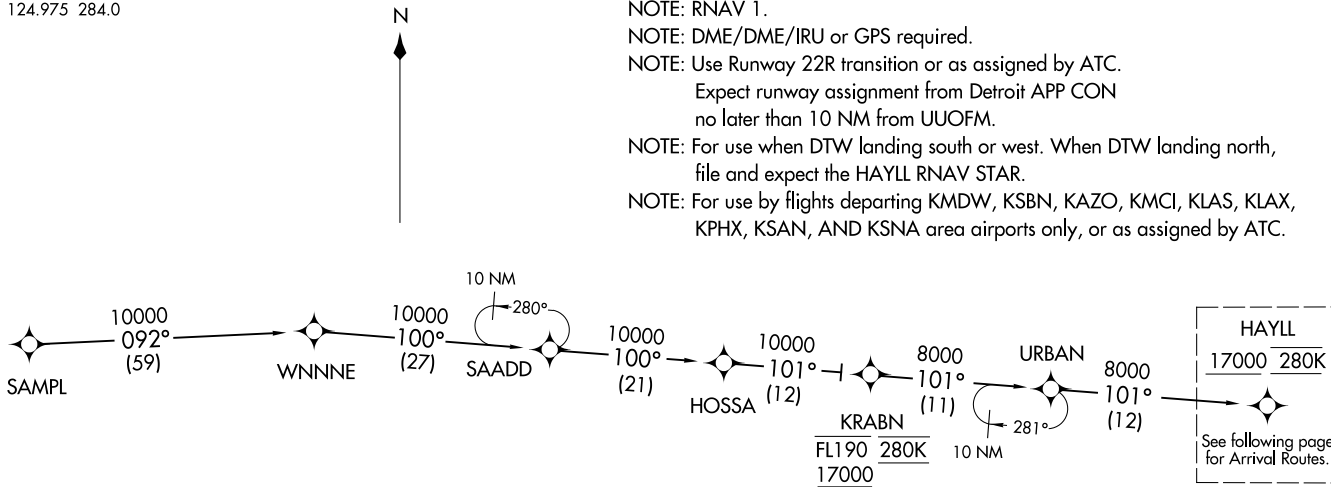 124.975 284.0
N
NOTE: RNAV 1.
NOTE: DME/DME/IRU or GPS required.
NOTE: Use Runway 22R transition or as assigned by ATC.
Expect runway assignment from Detroit APP CON
no later than 10 NM from UUOFM.
NOTE: For use when DTW landing south or west. When DTW landing north,
file and expect the HAYLL RNAV STAR.
NOTE: For use by flights departing KMDW, KSBN, KAZO, KMCI, KLAS, KLAX,
KPHX, KSAN, AND KSNA area airports only, or as assigned by ATC.
SAMPL
10000
092°
(59)
WNNNE
10000
100°
(27)
10 NM
280°
SAADD
10000
100°
(21)
HOSSA
10000
101°
(12)
KRABN
FL190 280K
17000
8000
101°
(11)
10 NM
281°
URBAN
8000
101°
(12)
HAYLL
17000 280K
See following page
for Arrival Routes.